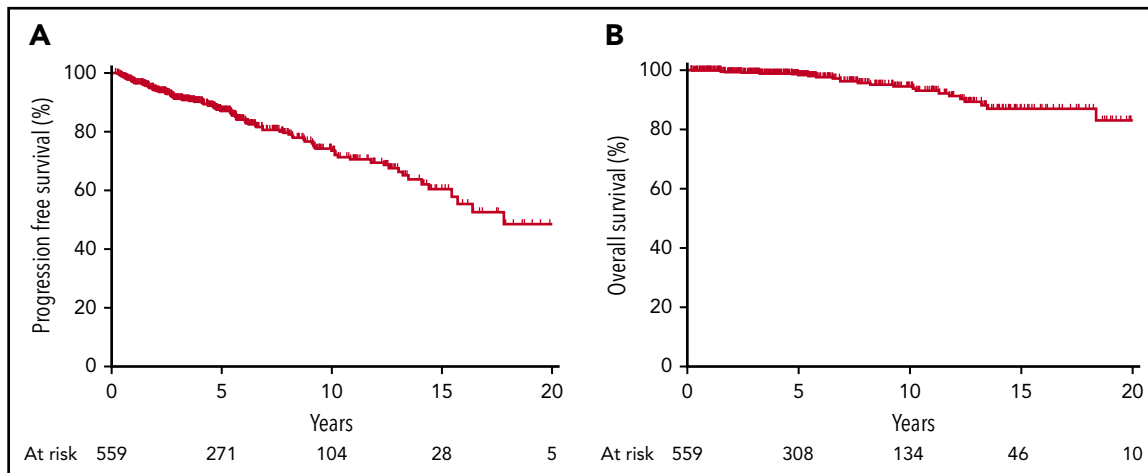 A
Progression free survival (%)
100
80
60
40
20
0
0 5 10 15 20
Years
At risk 559 271 104 28 5
B
Overall survival (%)
100
80
60
40
20
0
0 5 10 15 20
Years
At risk 559 308 134 46 10